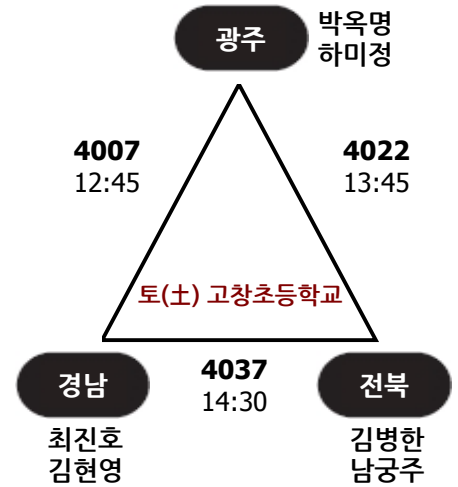 광주
박옥명
하미정
4007
12:45
4022
13:45
토(土) 고창초등학교
경남
4037
14:30
전북
최진호
김현영
김병한
남궁주